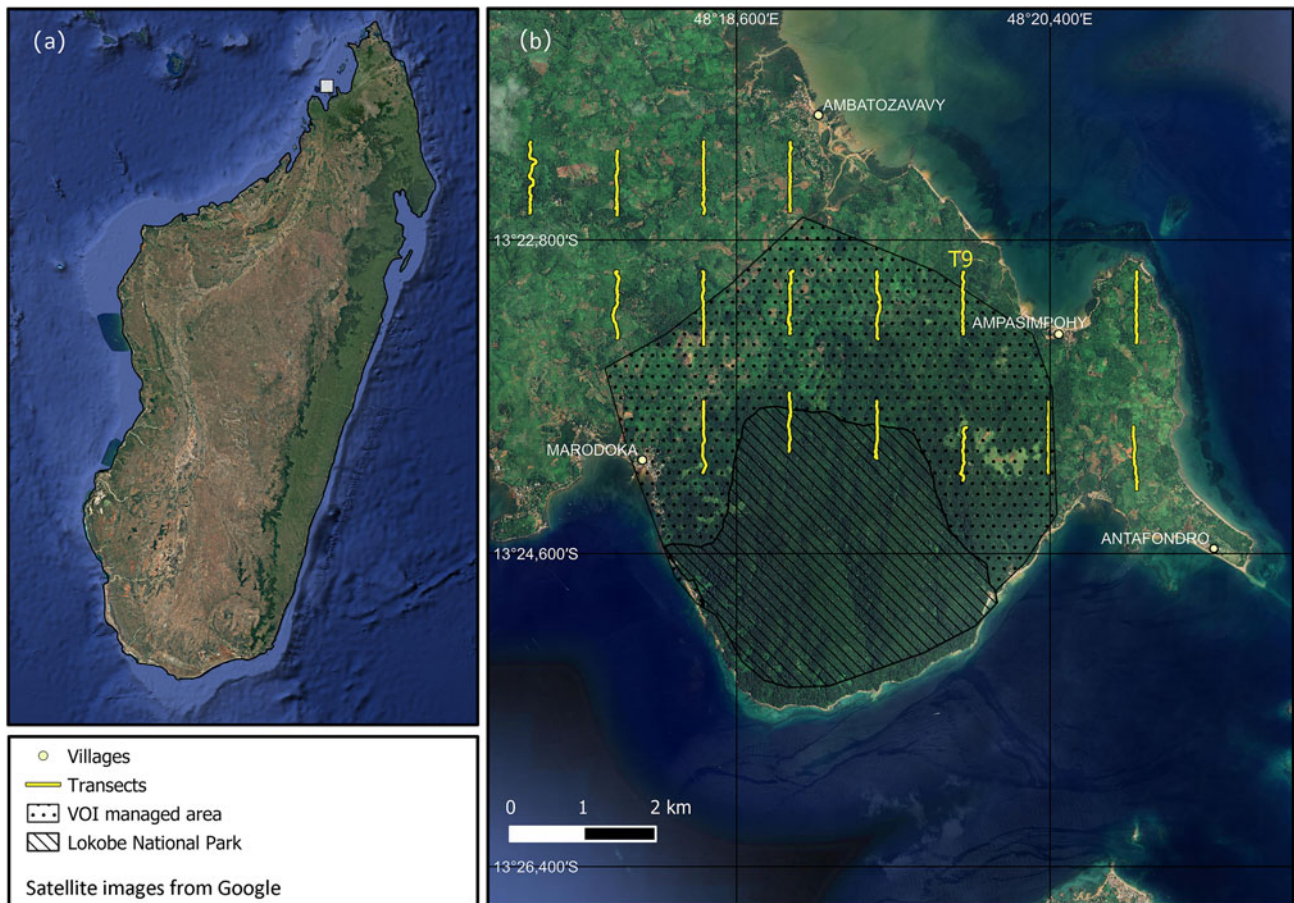 (a)
(b)
48°18,600'E
48°20,400'E
AMBATOZAVAVY
13°22,800'S
T9
AMPASIMPOHY
MARODOKA
13°24,600'S
ANTAFONDRO
0 1 2 km
13°26,400'S
Villages
Transects
VOI managed area
Lokobe National Park
Satellite images from Google